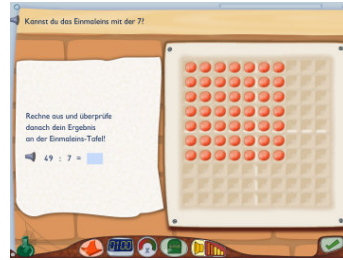 Kannst du das Einmaleins mit der 7?
Rechne aus und überprüfe
danach dein Ergebnis
an der Einmaleins-Tafel!
49 : 7 =